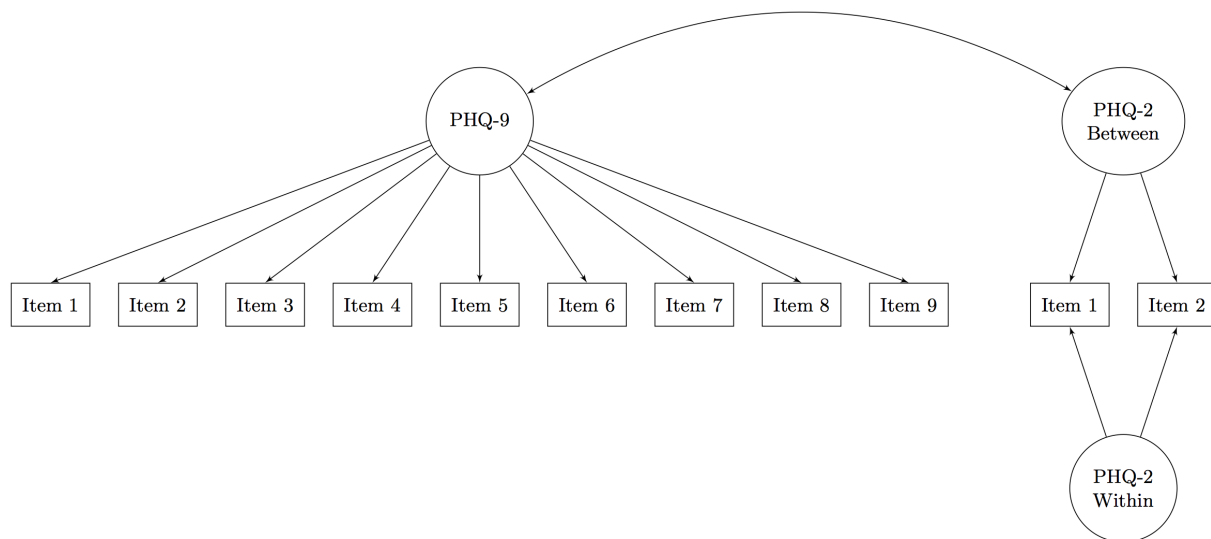 PHQ-9
PHQ-2
Between
Item 1
Item 2
Item 3
Item 4
Item 5
Item 6
Item 7
Item 8
Item 9
Item 1
Item 2
PHQ-2
Within